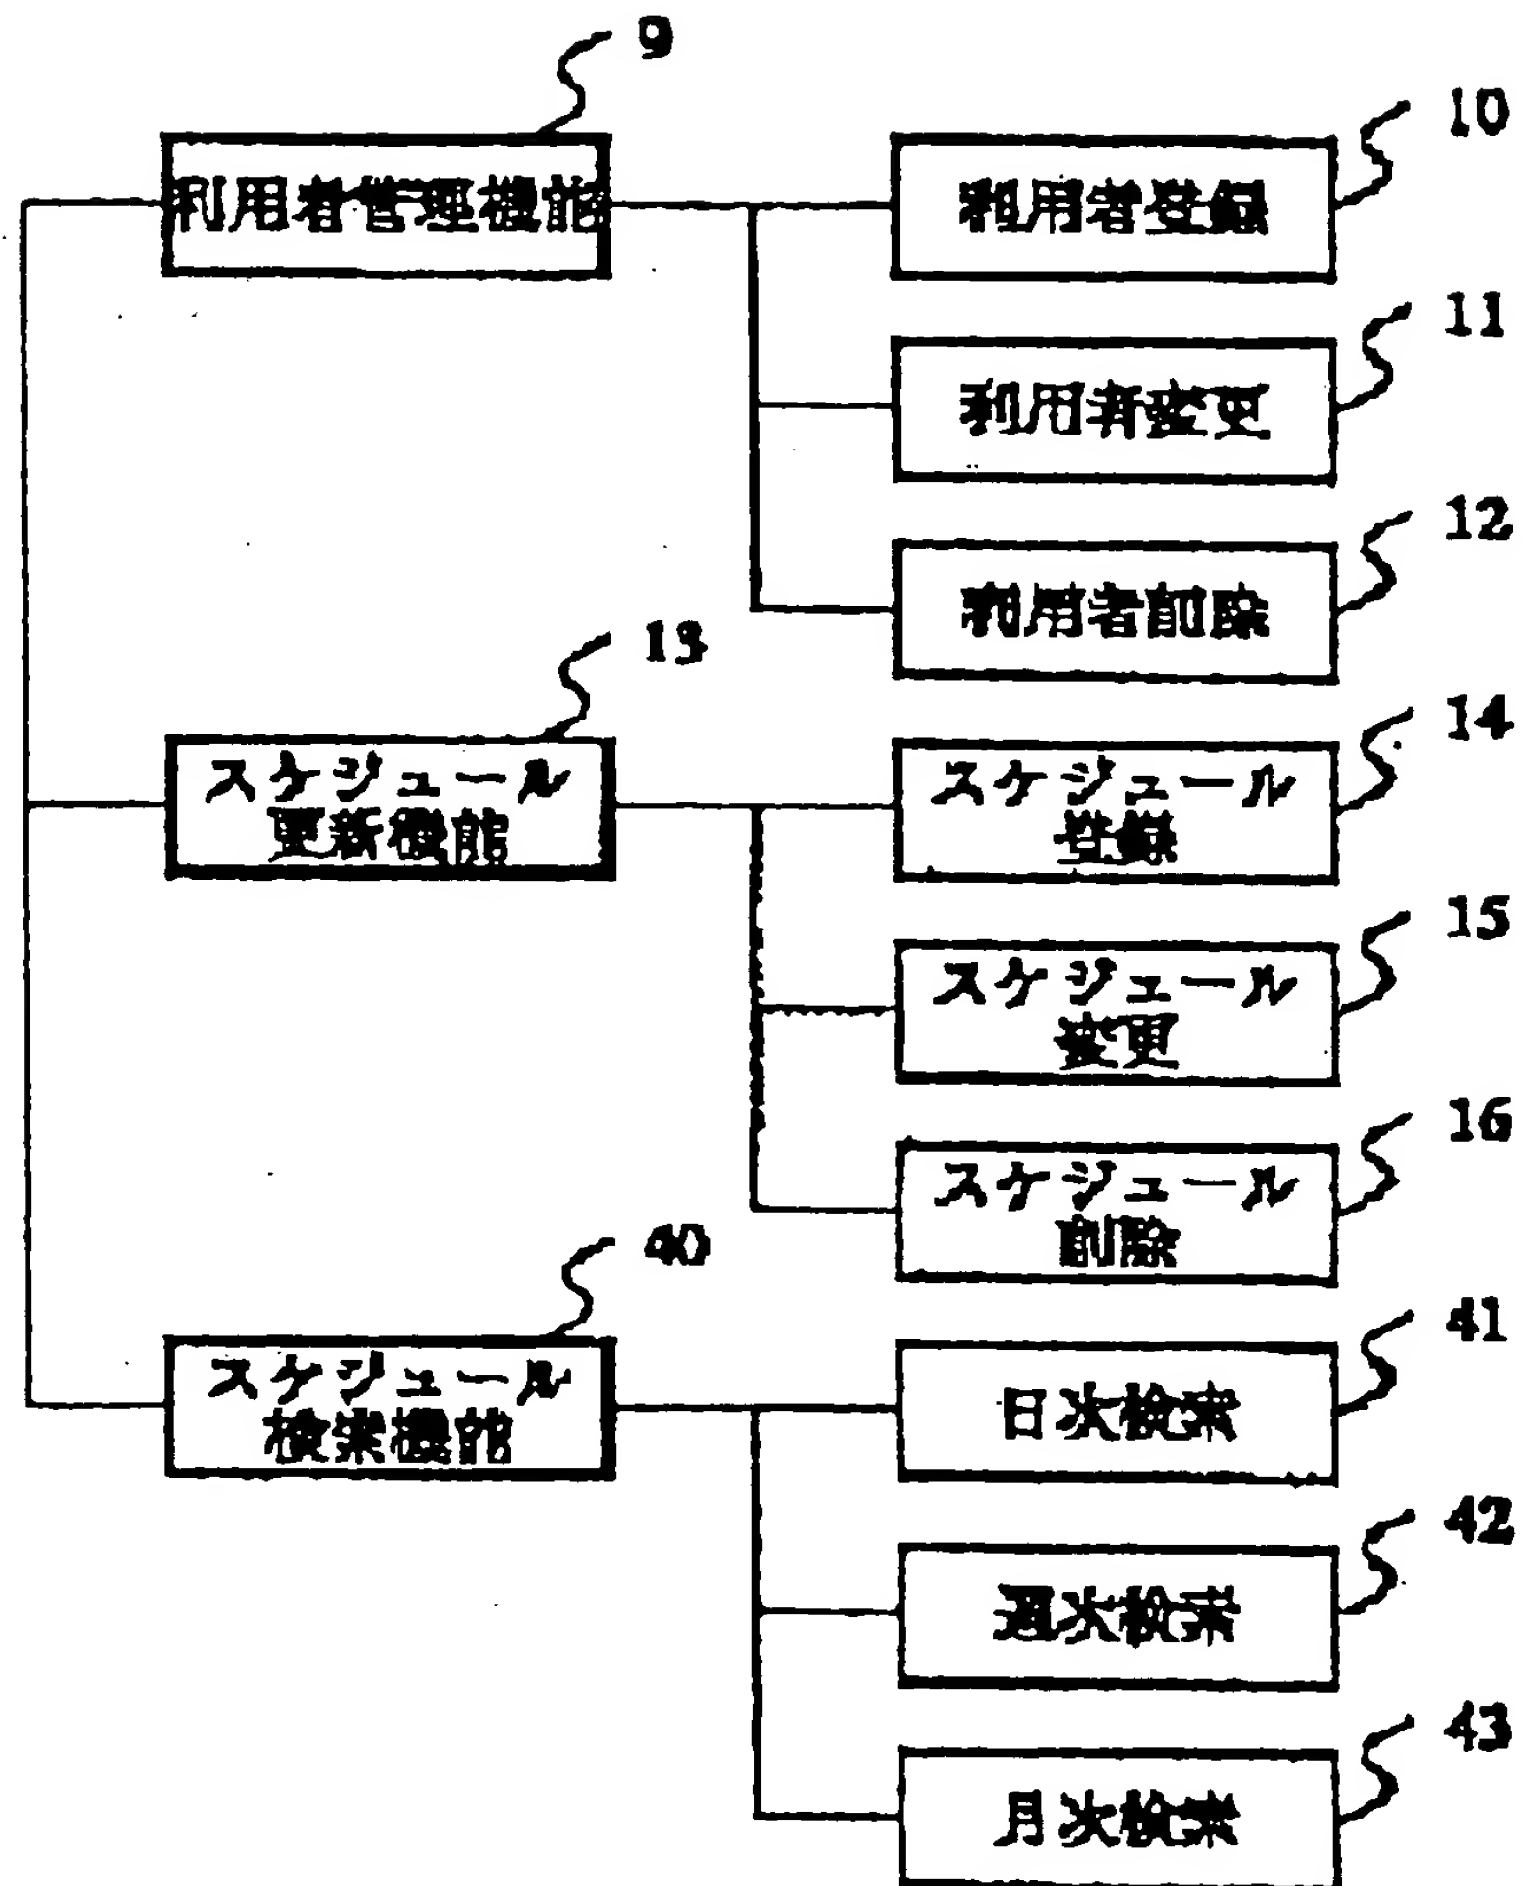 9
利用者管理機能
10
利用者登録
11
利用者変更
12
利用者削除
13
スケジュール
更新機能
14
スケジュール
登録
15
スケジュール
変更
16
スケジュール
削除
40
スケジュール
検索機能
41
日次検索
42
週次検索
43
月次検索